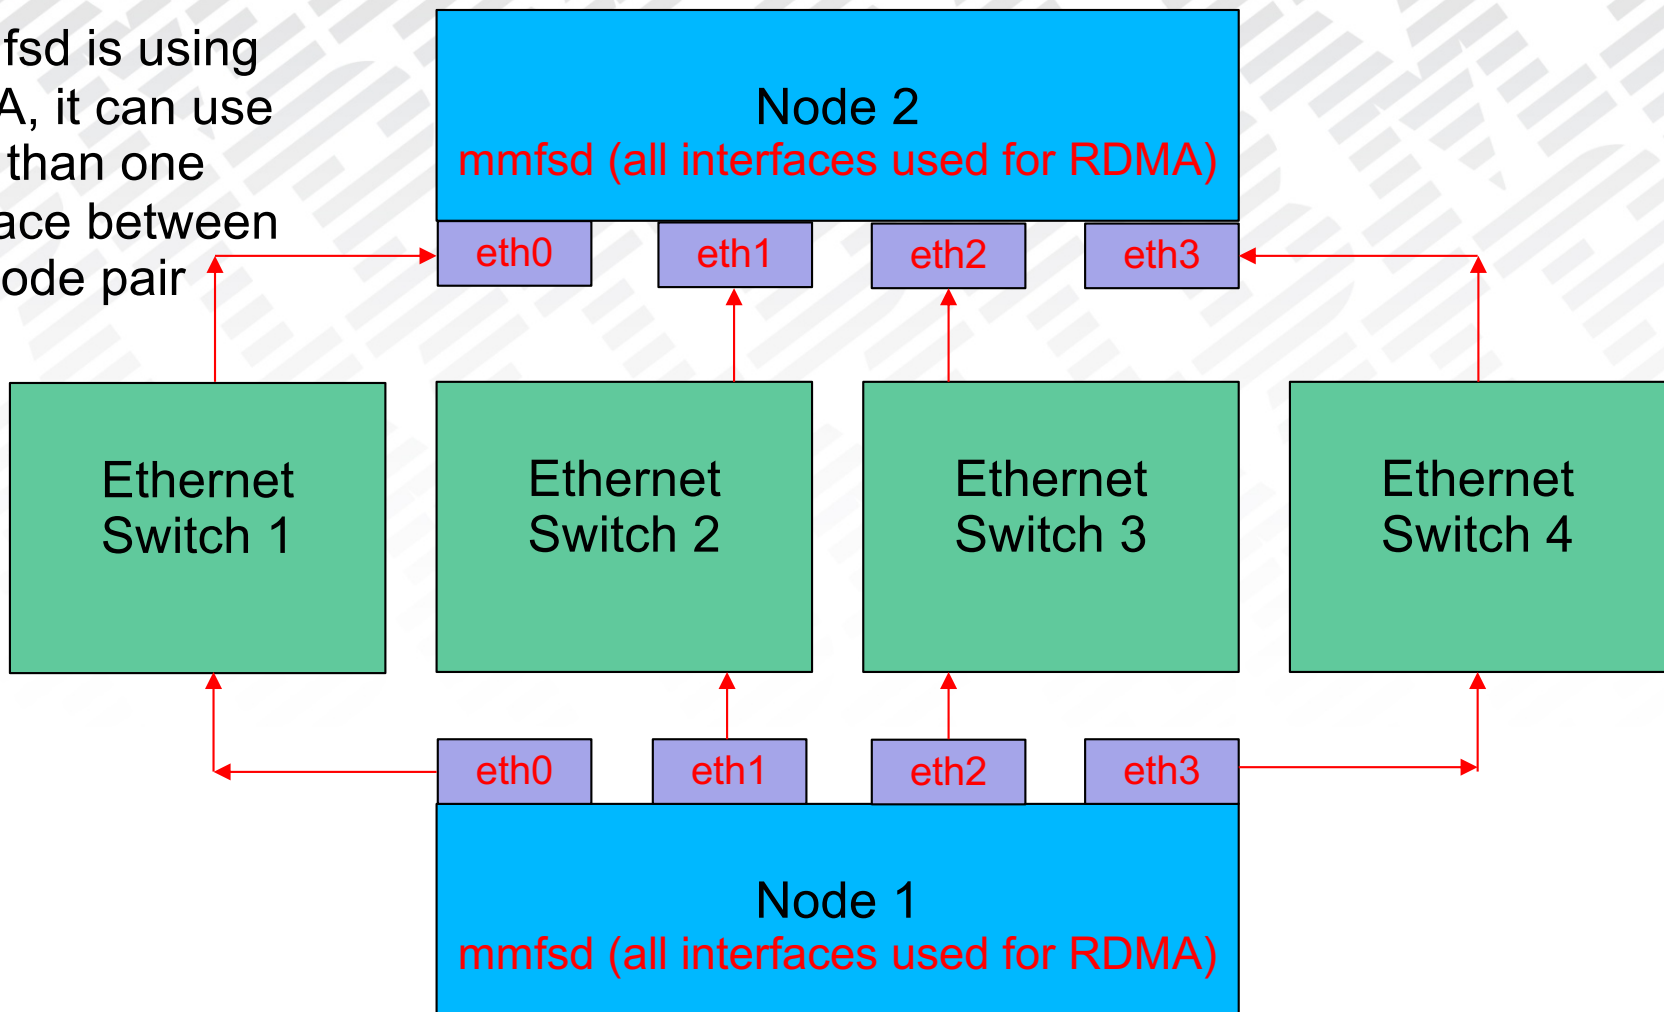 fsd is using
A, it can use
than one
ace between
ode pair
Node 2
mmfsd (all interfaces used for RDMA)
eth0 eth1 eth2 eth3
Ethernet
Switch 1
Ethernet
Switch 2
Ethernet
Switch 3
Ethernet
Switch 4
eth0 eth1 eth2 eth3
Node 1
mmfsd (all interfaces used for RDMA)